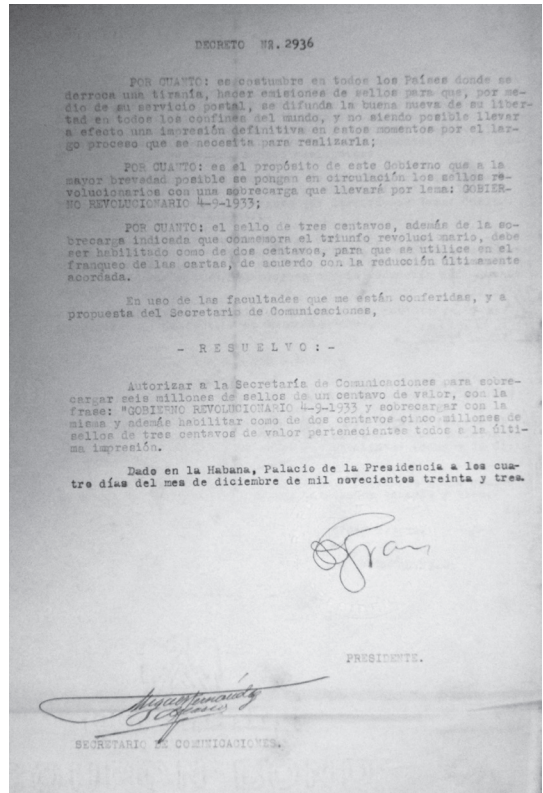 DECRETO NR. 2936
POR CUANTO: es costumbre en todos los Países donde se
derroca una tiranía, hacer emisiones de sellos para que, por me-
dio de su servicio postal, se difunda la buena nueva de su liber-
tad en todos los confines del mundo, y no siendo posible llevar
a efecto una impresión definitiva en estos momentos por el lar-
go proceso que se necesita para realizarla;
POR CUANTO: es el propósito de este Gobierno que a la
mayor brevedad posible se pongan en circulación los sellos re-
volucionarios con una sobrecarga que llevará por lema: GOBIER-
NO REVOLUCIONARIO 4-9-1933;
POR CUANTO: el sello de tres centavos, además de la so-
brecarga indicada que conmemora el triunfo revoluci nario, debe
ser habilitado como de dos centavos, para que se utilice en el
franqueo de las cartas, de acuerdo con la reducción últimamente
acordada.
En uso de las facultades que me están conferidas, y a
propuesta del Secretario de Comunicaciones,
- R E S U E L V O : -
Autorizar a la Secretaría de Comunicaciones para sobre-
cargar seis millones de sellos de un centavo de valor, con la
frase: "GOBIERNO REVOLUCIONARIO 4-9-1933 y sobrecargar con la
misma y además habilitar como de dos centavos cinco millones de
sellos de tres centavos de valor pertenecientes todos a la últi-
ma impresión.
Dado en la Habana, Palacio de la Presidencia a los cua-
tro días del mes de diciembre de mil novecientos treinta y tres.
PRESIDENTE.
SECRETARIO DE COMUNICACIONES.